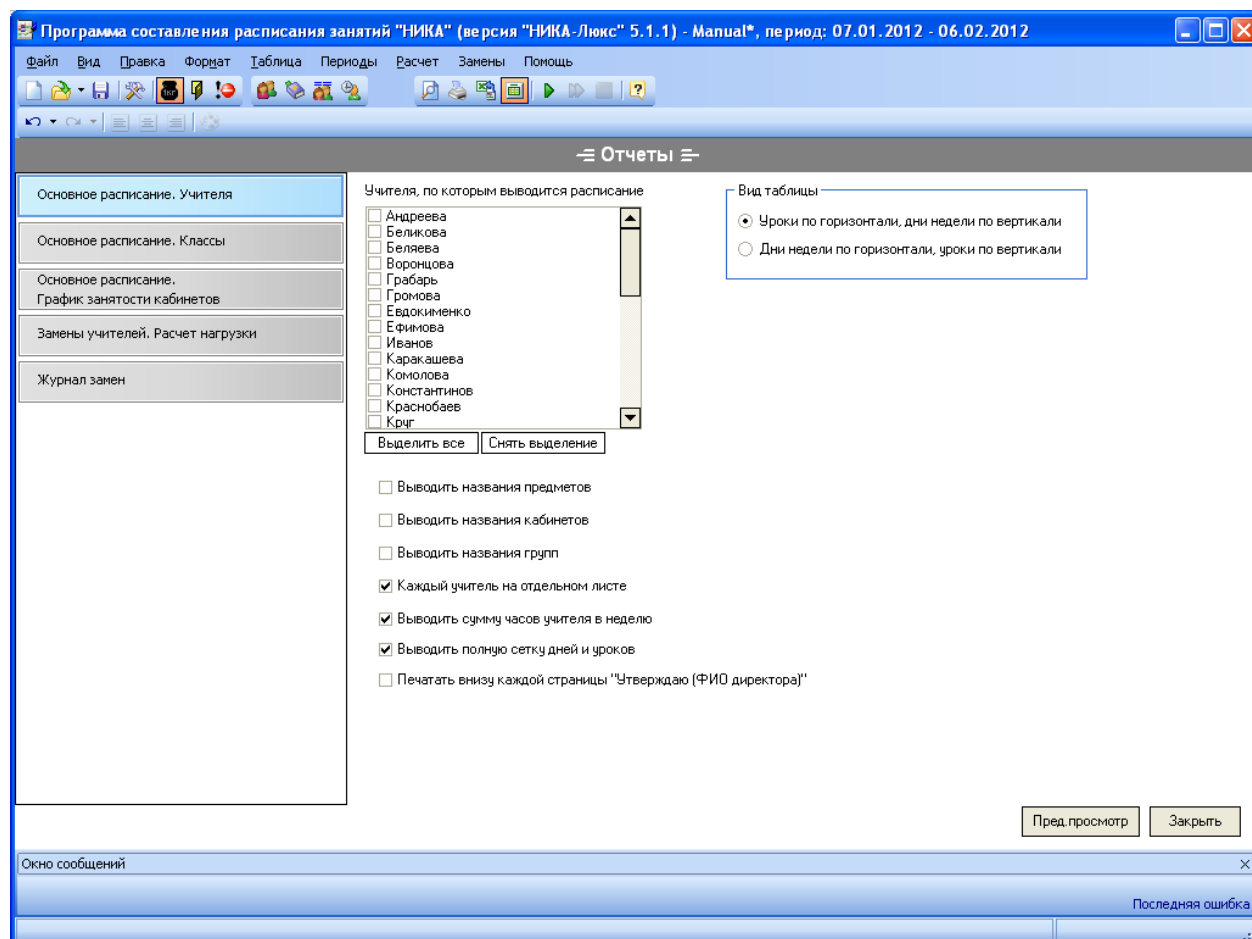 Программа составления расписания занятий "НИКА" (версия "НИКА-Люкс" 5.1.1) - Manual*, период: 07.01.2012 - 06.02.2012
Файл Вид Правка Формат Таблица Периоды Расчет Замены Помощь
1кг
Отчеты
Основное расписание. Учителя
Основное расписание. Классы
Основное расписание.
График занятости кабинетов
Замены учителей. Расчет нагрузки
Журнал замен
Учителя, по которым выводится расписание
Андреева
Беликова
Беляева
Воронцова
Грабарь
Громова
Евдокименко
Ефимова
Иванов
Каракашева
Комолова
Константинов
Краснобаев
Круг
Выделить все Снять выделение
Вид таблицы
Уроки по горизонтали, дни недели по вертикали
Дни недели по горизонтали, уроки по вертикали
Выводить названия предметов
Выводить названия кабинетов
Выводить названия групп
Каждый учитель на отдельном листе
Выводить сумму часов учителя в неделю
Выводить полную сетку дней и уроков
Печатать внизу каждой страницы "Утверждаю (ФИО директора)"
Пред.просмотр Закрыть
Окно сообщений
Последняя ошибка